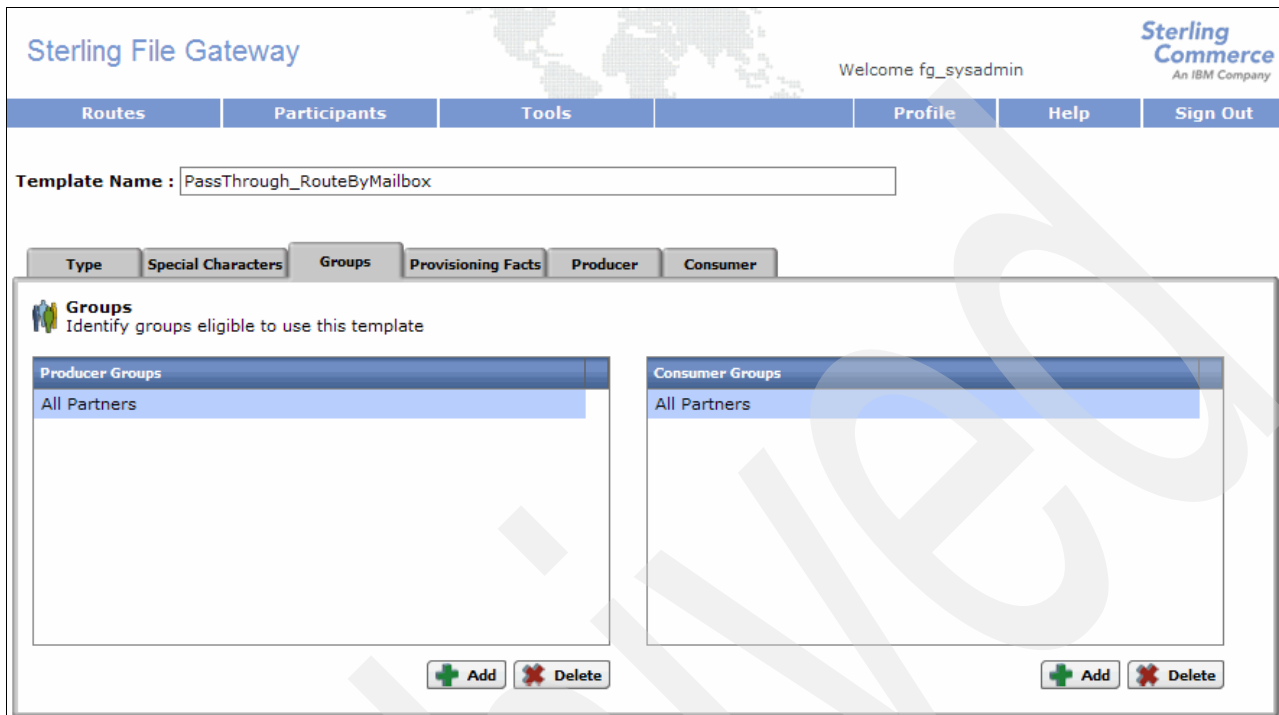 Sterling File Gateway
Welcome fg_sysadmin
Sterling
Commerce
An IBM Company
Routes Participants Tools Profile Help Sign Out
Template Name : PassThrough_RouteByMailbox
Type Special Characters Groups Provisioning Facts Producer Consumer
Groups
Identify groups eligible to use this template
Producer Groups Consumer Groups
All Partners All Partners
Add Delete Add Delete